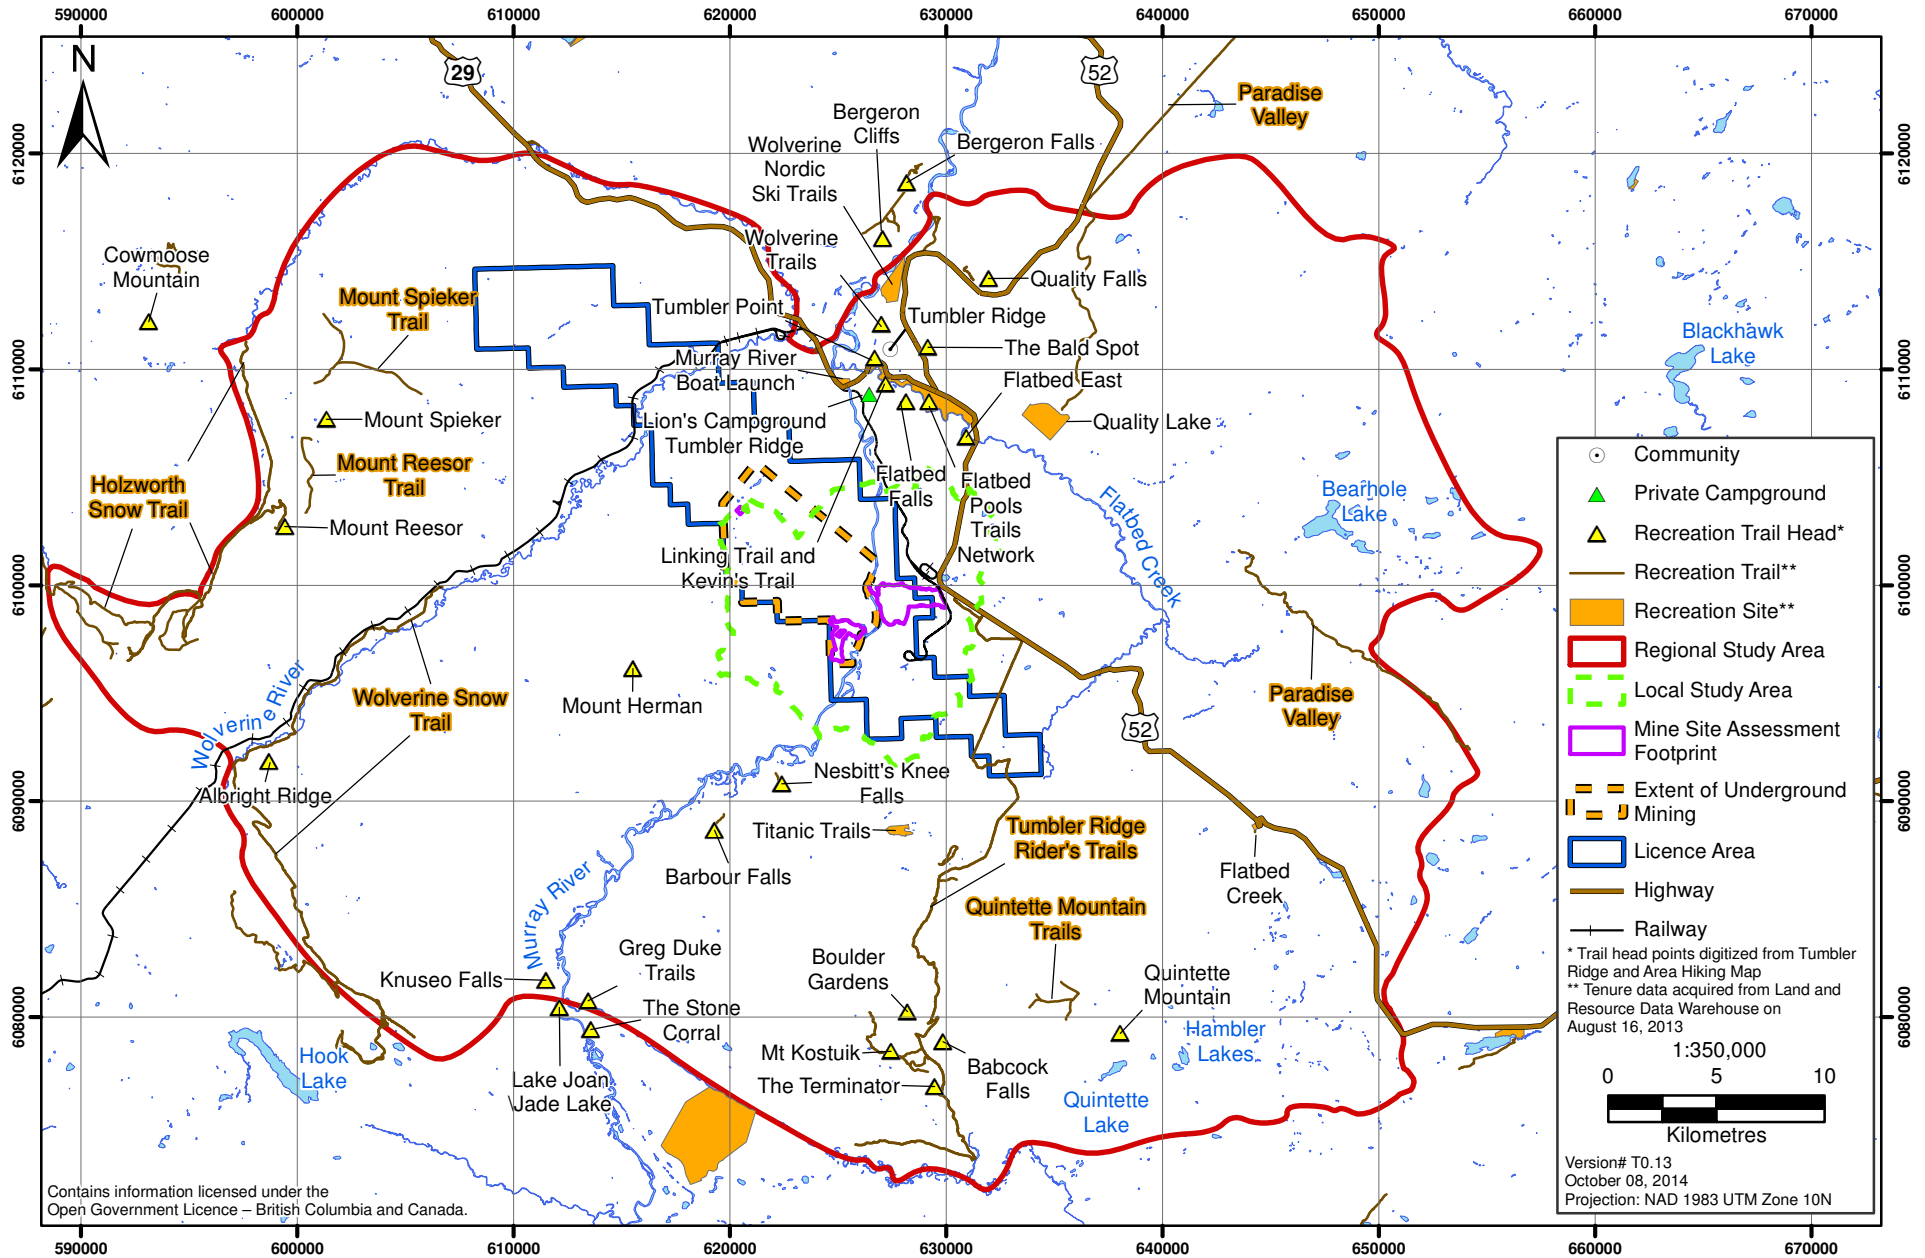 590000 600000 610000 620000 630000 640000 650000 660000 670000
N
29
52
Paradise
Valley
Bergeron
Cliffs
Bergeron Falls
Wolverine
Nordic
Ski Trails
6120000
6120000
Cowmoose
Mountain
Wolverine
Trails
Quality Falls
Mount Spieker
Trail
Tumbler Point
Tumbler Ridge
Blackhawk
Lake
The Bald Spot
Murray River
Boat Launch
6110000
6110000
Flatbed East
Mount Spieker
Lion's Campground
Tumbler Ridge
Quality Lake
Mount Reesor
Trail
Holzworth
Snow Trail
Flatbed
Falls
Flatbed
Pools
Trails
Network
Flatbed Creek
Bearhole
Lake
Mount Reesor
Linking Trail and
Kevin's Trail
6100000
6100000
Wolverine River
Wolverine Snow
Trail
Mount Herman
Paradise
Valley
52
Albright Ridge
Nesbitt's Knee
Falls
6090000
6090000
Titanic Trails
Tumbler Ridge
Rider's Trails
Barbour Falls
Flatbed
Creek
Murray River
Quintette Mountain
Trails
Knuseo Falls
Greg Duke
Trails
Boulder
Gardens
Quintette
Mountain
The Stone
Corral
6080000
6080000
Hambler
Lakes
Hook
Lake
Mt Kostuik
Babcock
Falls
Lake Joan
Jade Lake
The Terminator
Quintette
Lake
Community
Private Campground
Recreation Trail Head*
Recreation Trail**
Recreation Site**
Regional Study Area
Local Study Area
Mine Site Assessment
Footprint
Extent of Underground
Mining
Licence Area
Highway
Railway
* Trail head points digitized from Tumbler
Ridge and Area Hiking Map
** Tenure data acquired from Land and
Resource Data Warehouse on
August 16, 2013
1:350,000
0 5 10
Kilometres
Version# T0.13
October 08, 2014
Projection: NAD 1983 UTM Zone 10N
Contains information licensed under the
Open Government Licence – British Columbia and Canada.
590000 600000 610000 620000 630000 640000 650000 660000 670000